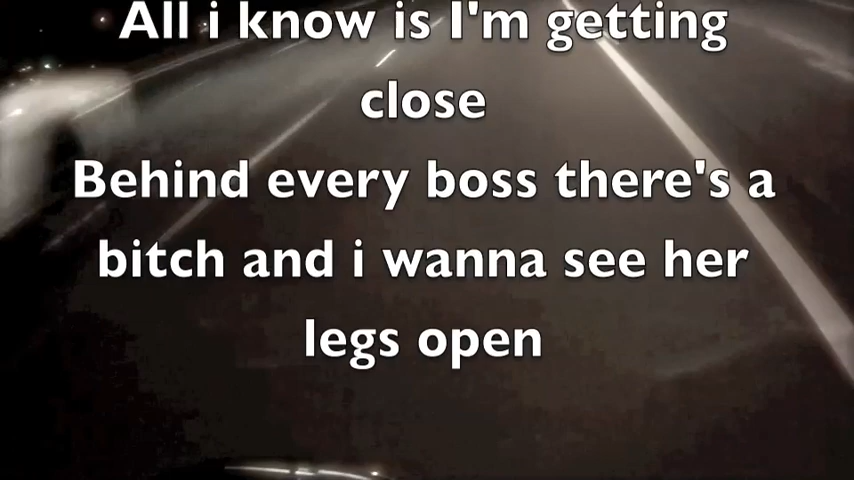 All i know is I'm getting
close
Behind every boss there's a
bitch and i wanna see her
legs open